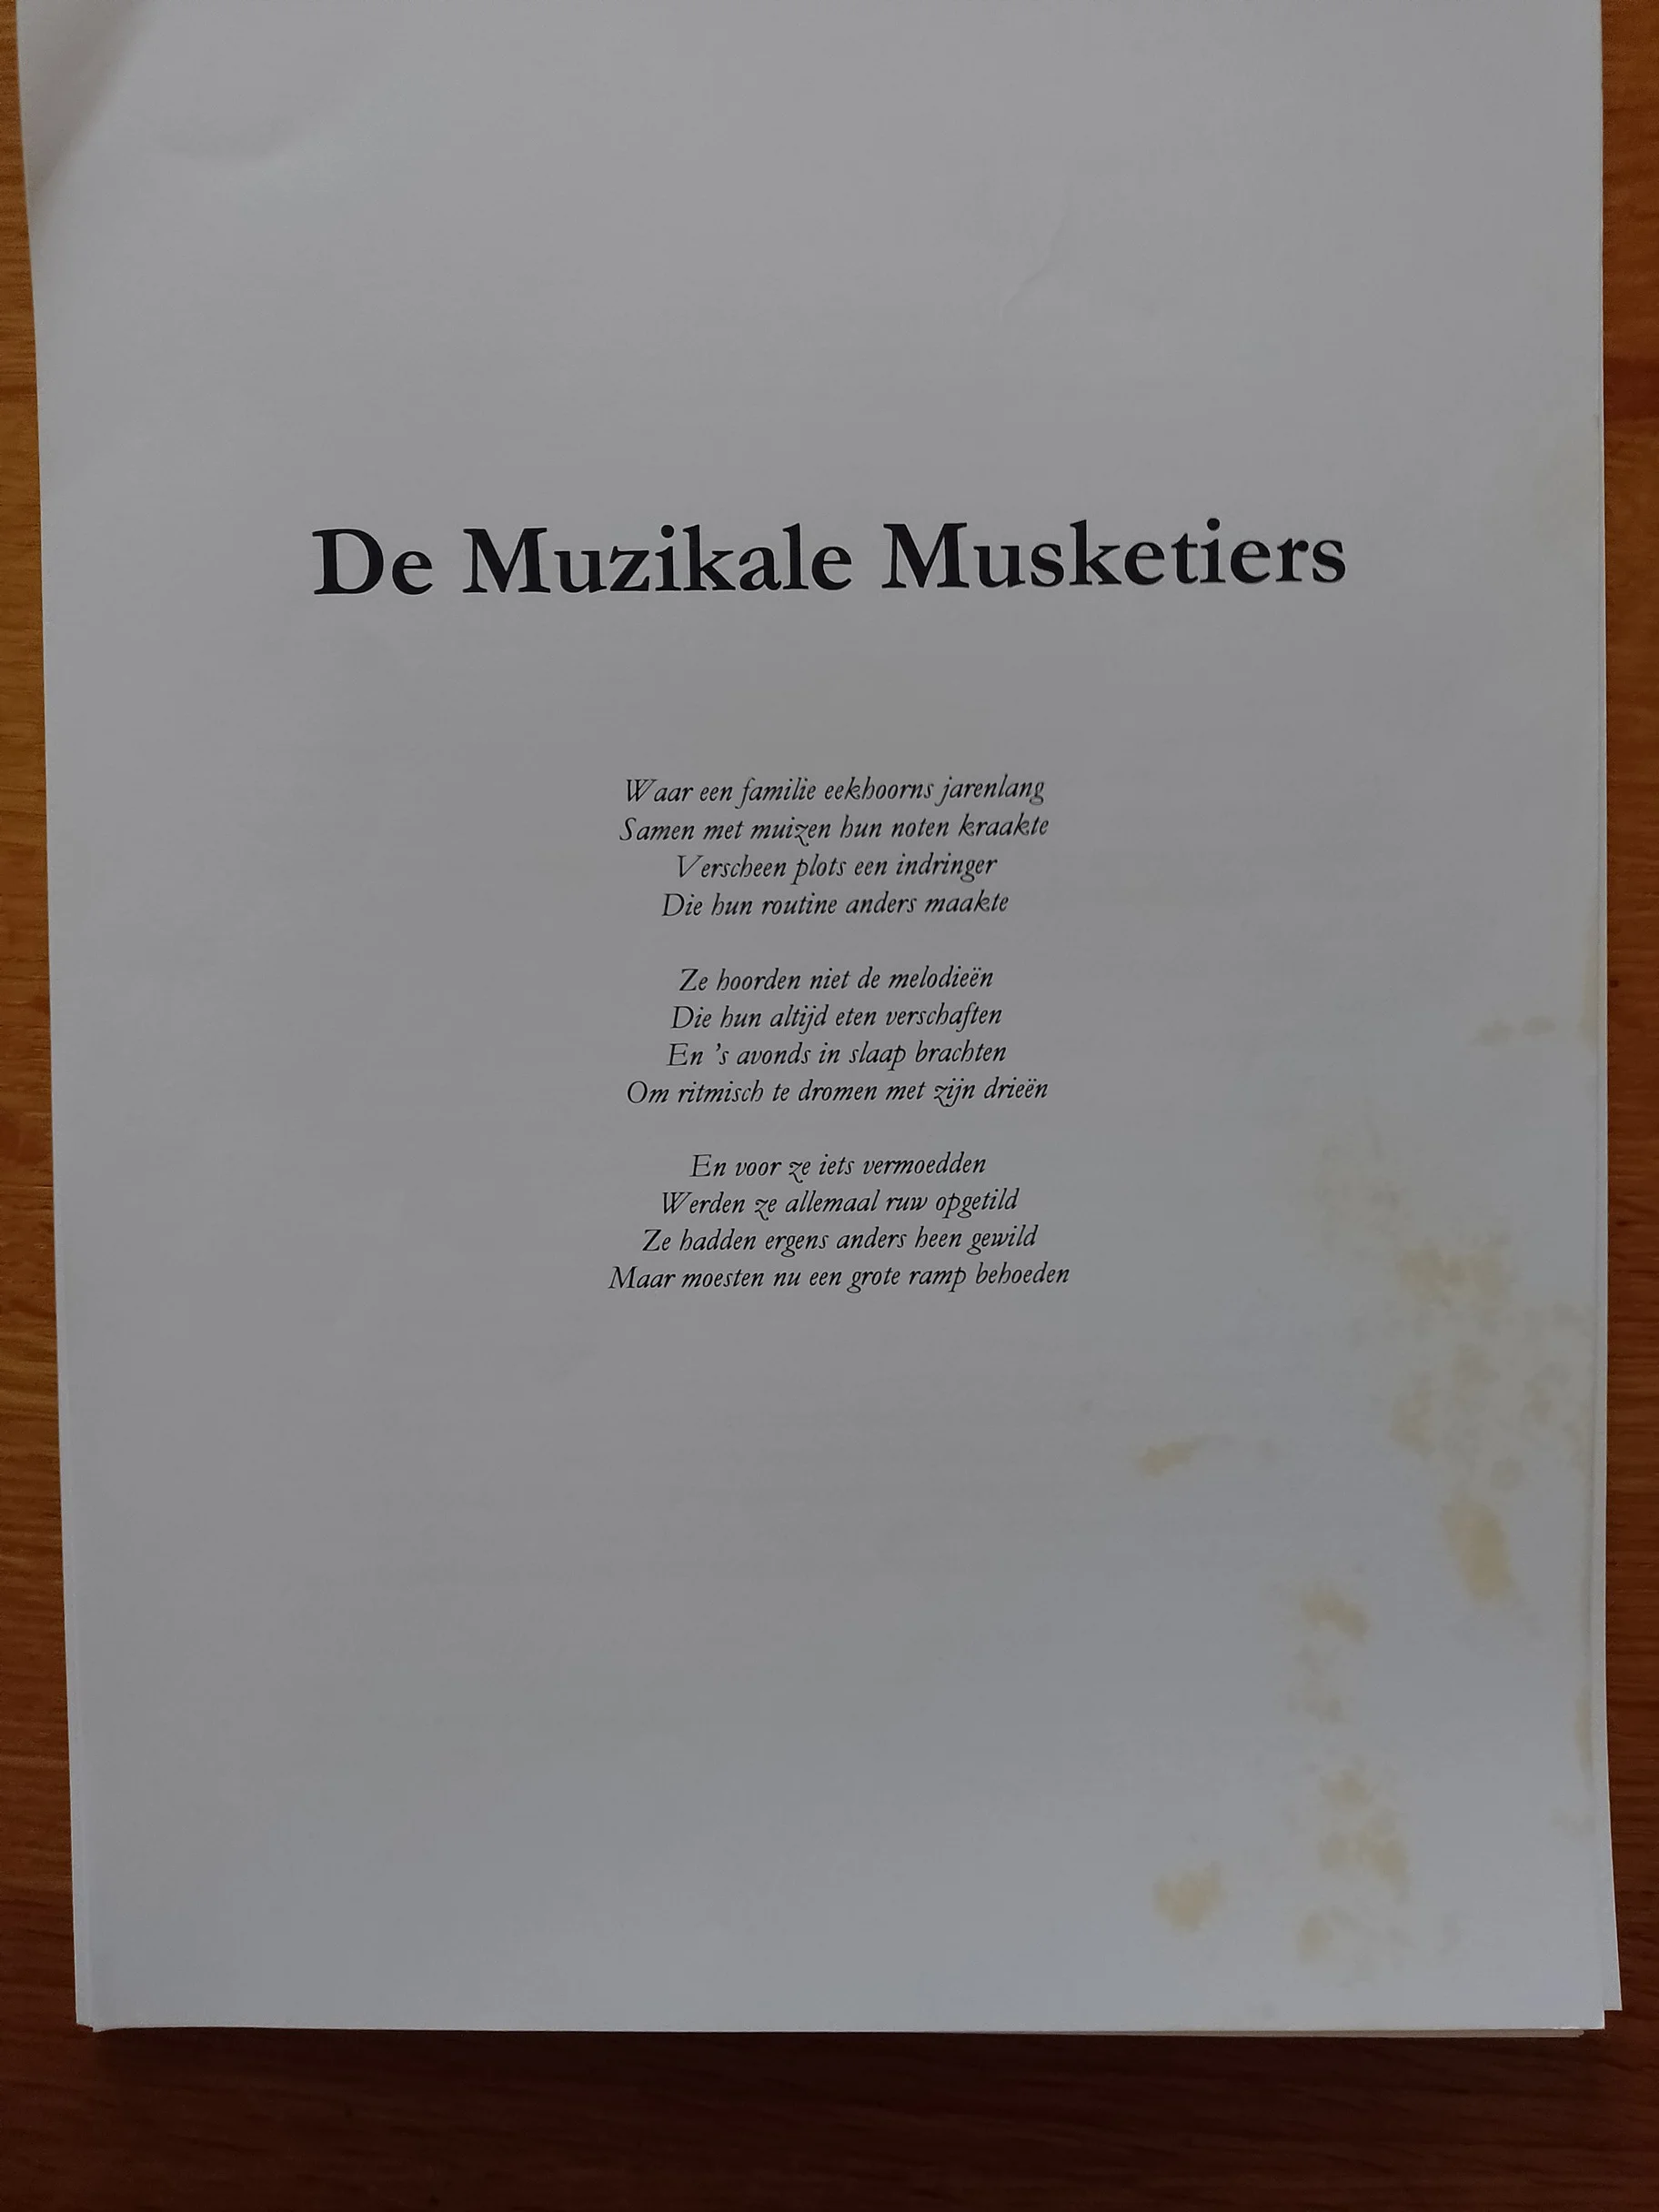 De Muzikale Musketiers
Waar een familie eekhoorns jarenlang
Samen met muizen hun noten kraakte
Verscheen plots een indringer
Die hun routine anders maakte
Ze hoorden niet de melodieën
Die hun altijd eten verschaften
En 's avonds in slaap brachten
Om ritmisch te dromen met zijn drieën
En voor ze iets vermoedden
Werden ze allemaal ruw opgetild
Ze hadden ergens anders heen gewild
Maar moesten nu een grote ramp behoeden